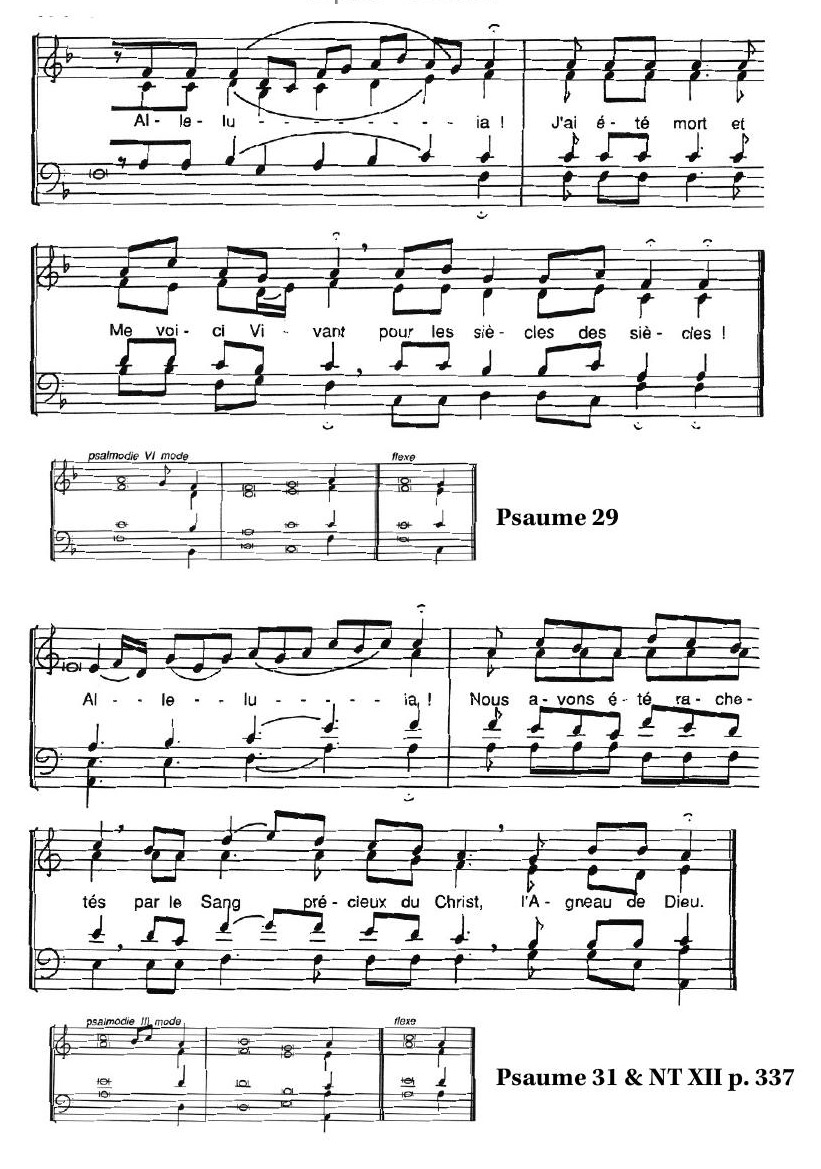 Al - le - lu - - - - - - - ia ! J'ai é - té mort et
Me voi - ci Vi - vant pour les siè - cles des siè - cles !
psalmodie VI mode flexe
Psaume 29
Al - - le - - lu - - - - - ia ! Nous a - vons é - té ra - che -
tés par le Sang pré - cieux du Christ, l'A - gneau de Dieu.
psalmodie III mode flexe
Psaume 31 & NT XII p. 337